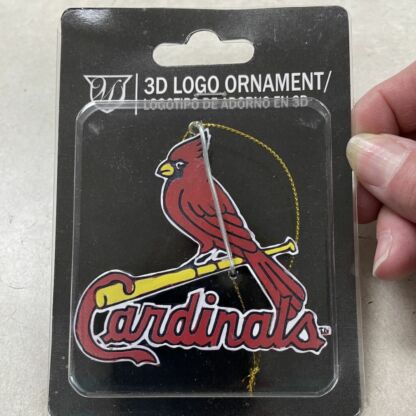 3D LOGO ORNAMENT/
LOGOTIPO DE ADORNO EN 3D
Cardinals